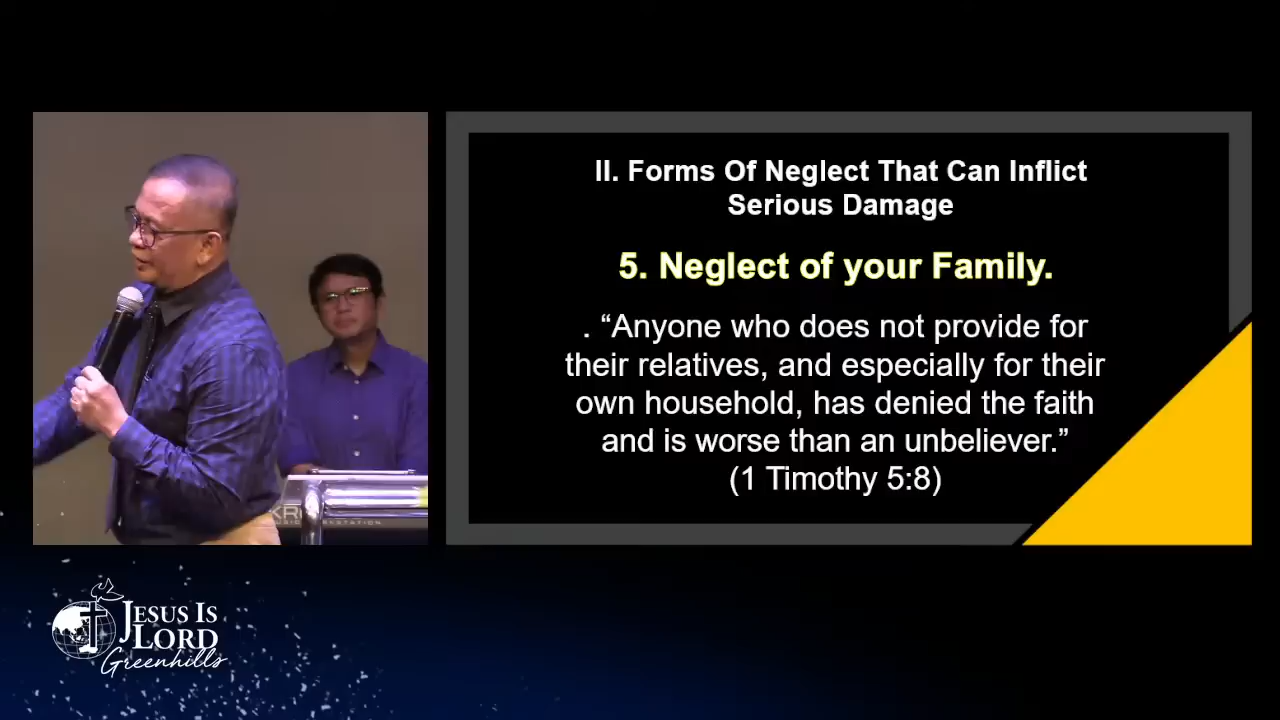 II. Forms Of Neglect That Can Inflict
Serious Damage
5. Neglect of your Family.
. “Anyone who does not provide for
their relatives, and especially for their
own household, has denied the faith
and is worse than an unbeliever.”
(1 Timothy 5:8)
JESUS IS
LORD
Greenhills